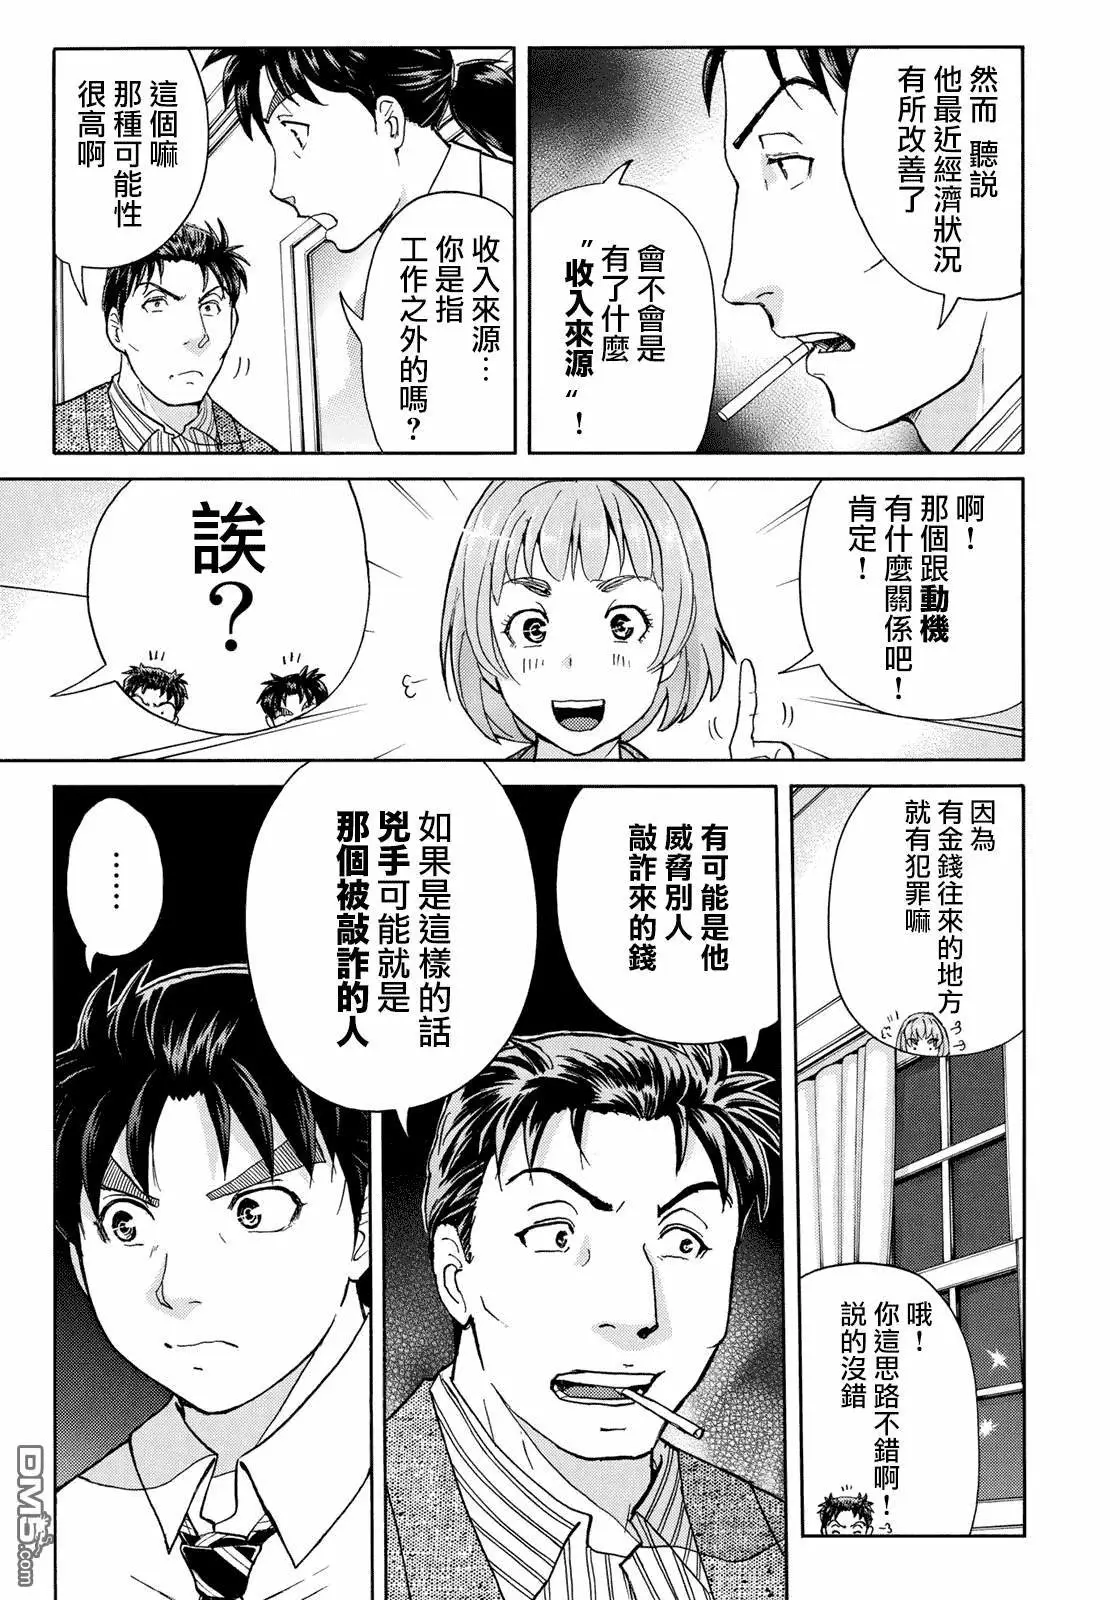 然而 聽説
他最近經濟狀況
有所改善了
會不會是
有了什麼
"收入來源"！
收入來源…
你是指
工作之外的嗎？
這個嘛
那種可能性
很高啊
啊！
那個跟動機
有什麼關係吧！
肯定！
誒？
因為
有金錢往來的地方
就有犯罪嘛
哦！
你這思路不錯啊！
説的沒錯
有可能是他
威脅別人
敲詐來的錢
如果是這樣的話
兇手可能就是
那個被敲詐的人
……
DM5.com